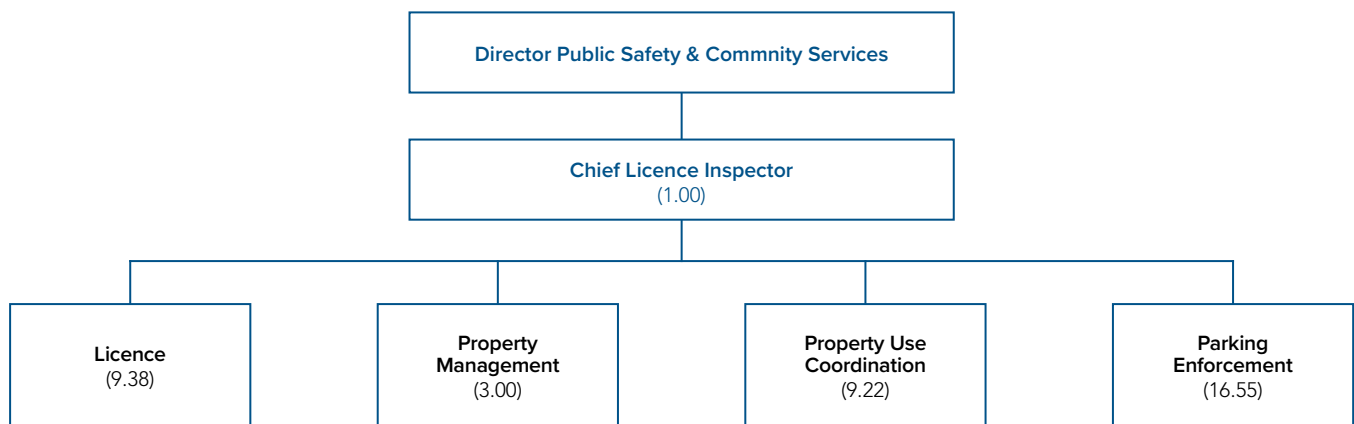 Director Public Safety & Commnity Services
Chief Licence Inspector
(1.00)
Licence
(9.38)
Property
Management
(3.00)
Property Use
Coordination
(9.22)
Parking
Enforcement
(16.55)